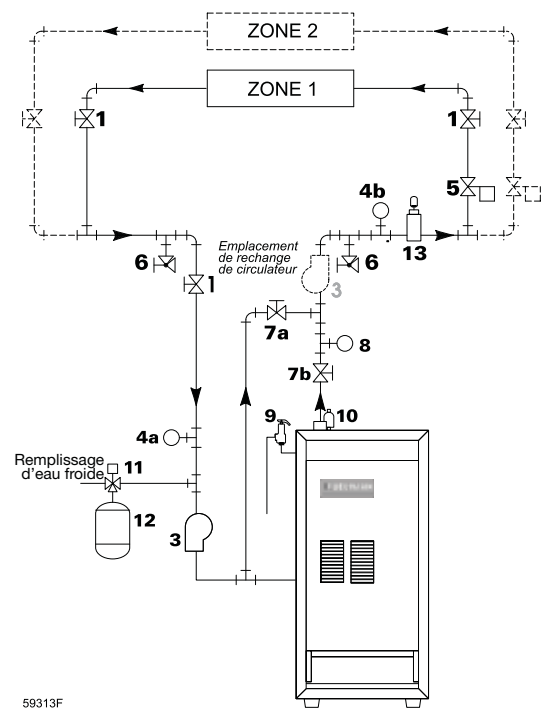 ZONE 2
ZONE 1
1
1
5
4b
6
Emplacement
de rechange
de circulateur
6
13
1
3
7a
8
7b
9
10
4a
Remplissage
d'eau froide
11
12
3
59313F